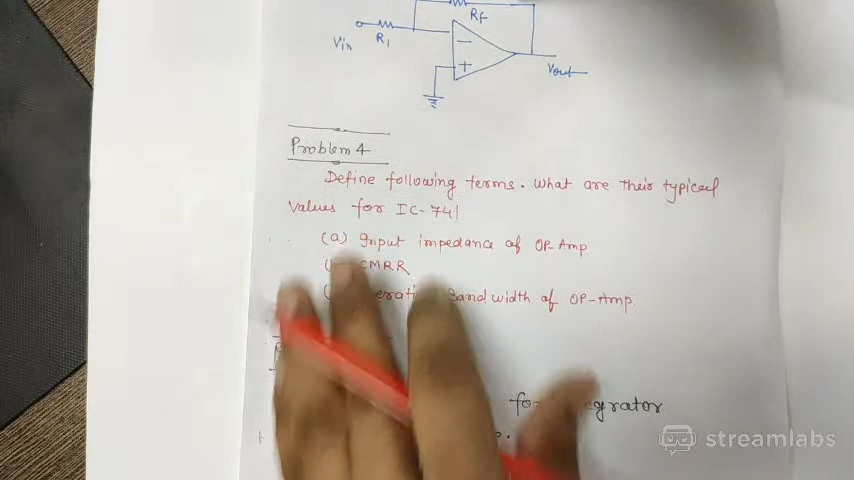 RF
R1
Vin
Vout
Problem 4
Define following terms. What are their typical
values for IC-741
(a) Input impedance of OP-Amp
CMRR
Bandwidth of OP-Amp
streamlabs